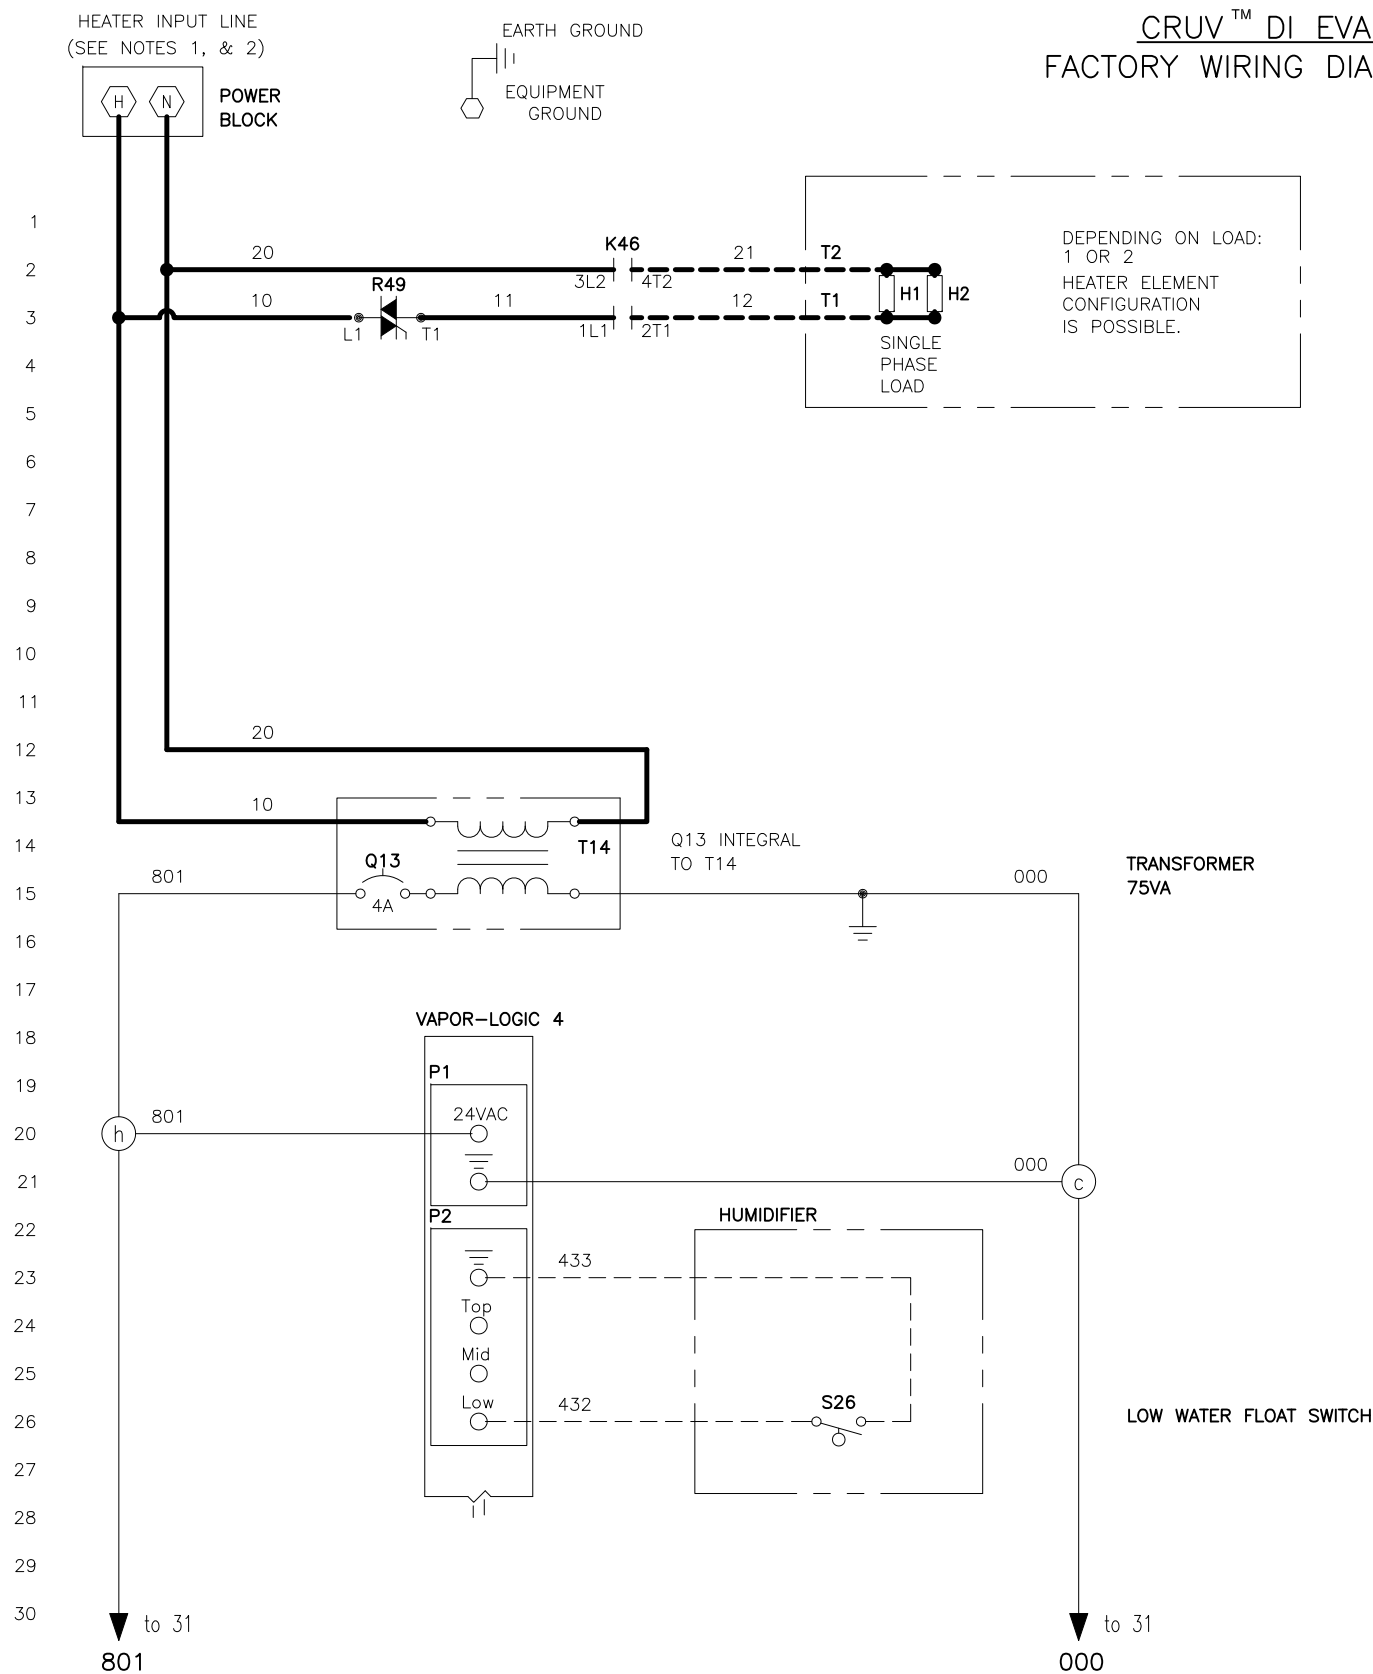 HEATER INPUT LINE
(SEE NOTES 1, & 2)
EARTH GROUND
EQUIPMENT
GROUND
CRUV™ DI EVA
FACTORY WIRING DIA
H
N
POWER
BLOCK
1
2
3
4
5
6
7
8
9
10
11
12
13
14
15
16
17
18
19
20
21
22
23
24
25
26
27
28
29
30
20
K46
21
T2
3L2
4T2
10
R49
11
12
T1
L1
T1
1L1
2T1
H1
H2
SINGLE
PHASE
LOAD
DEPENDING ON LOAD:
1 OR 2
HEATER ELEMENT
CONFIGURATION
IS POSSIBLE.
20
10
T14
Q13
4A
Q13 INTEGRAL
TO T14
801
000
TRANSFORMER
75VA
VAPOR-LOGIC 4
P1
24VAC
h
801
000
c
P2
HUMIDIFIER
433
Top
Mid
Low
432
S26
LOW WATER FLOAT SWITCH
to 31
801
to 31
000